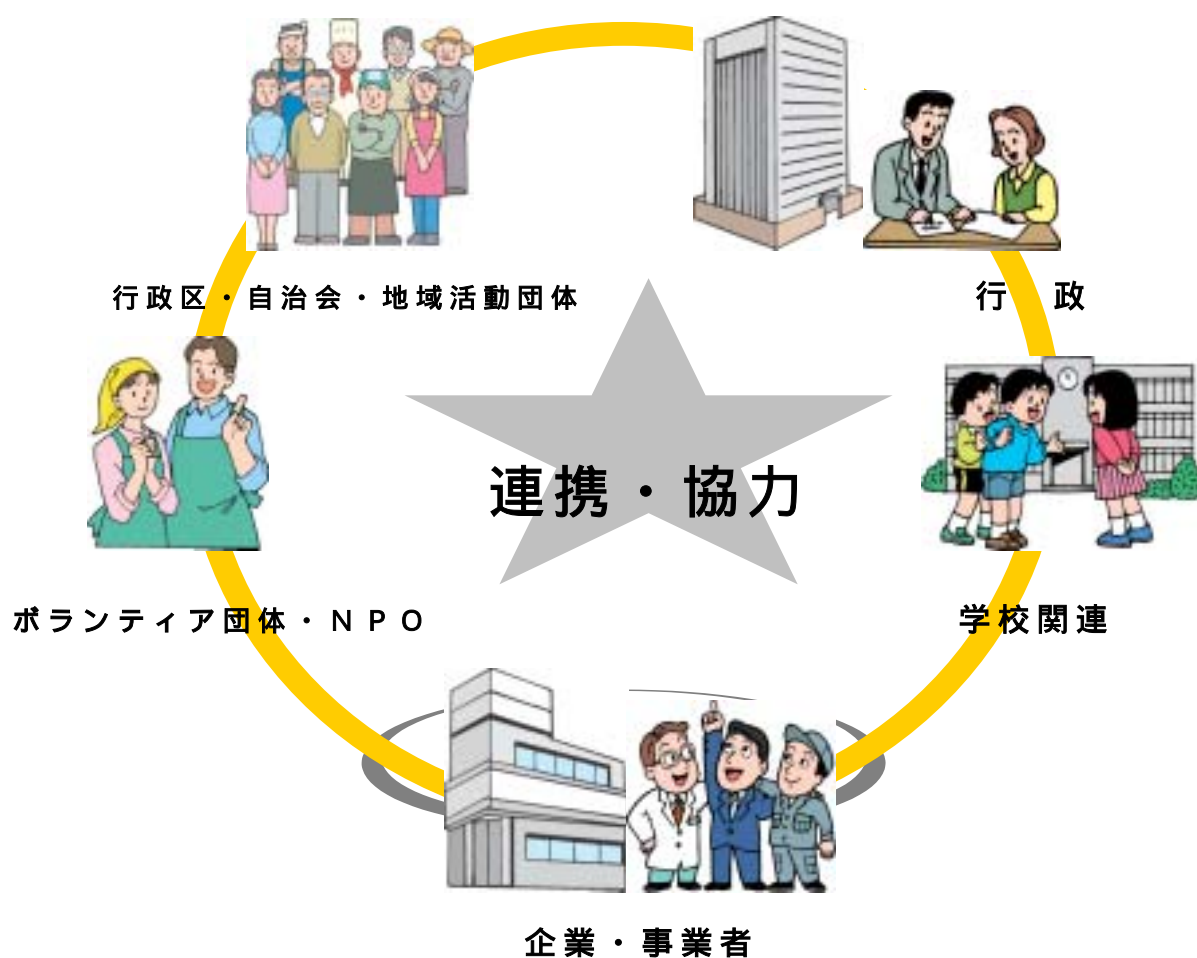 行政区・自治会・地域活動団体
行政
連携・協力
ボランティア団体・ＮＰＯ
学校関連
企業・事業者